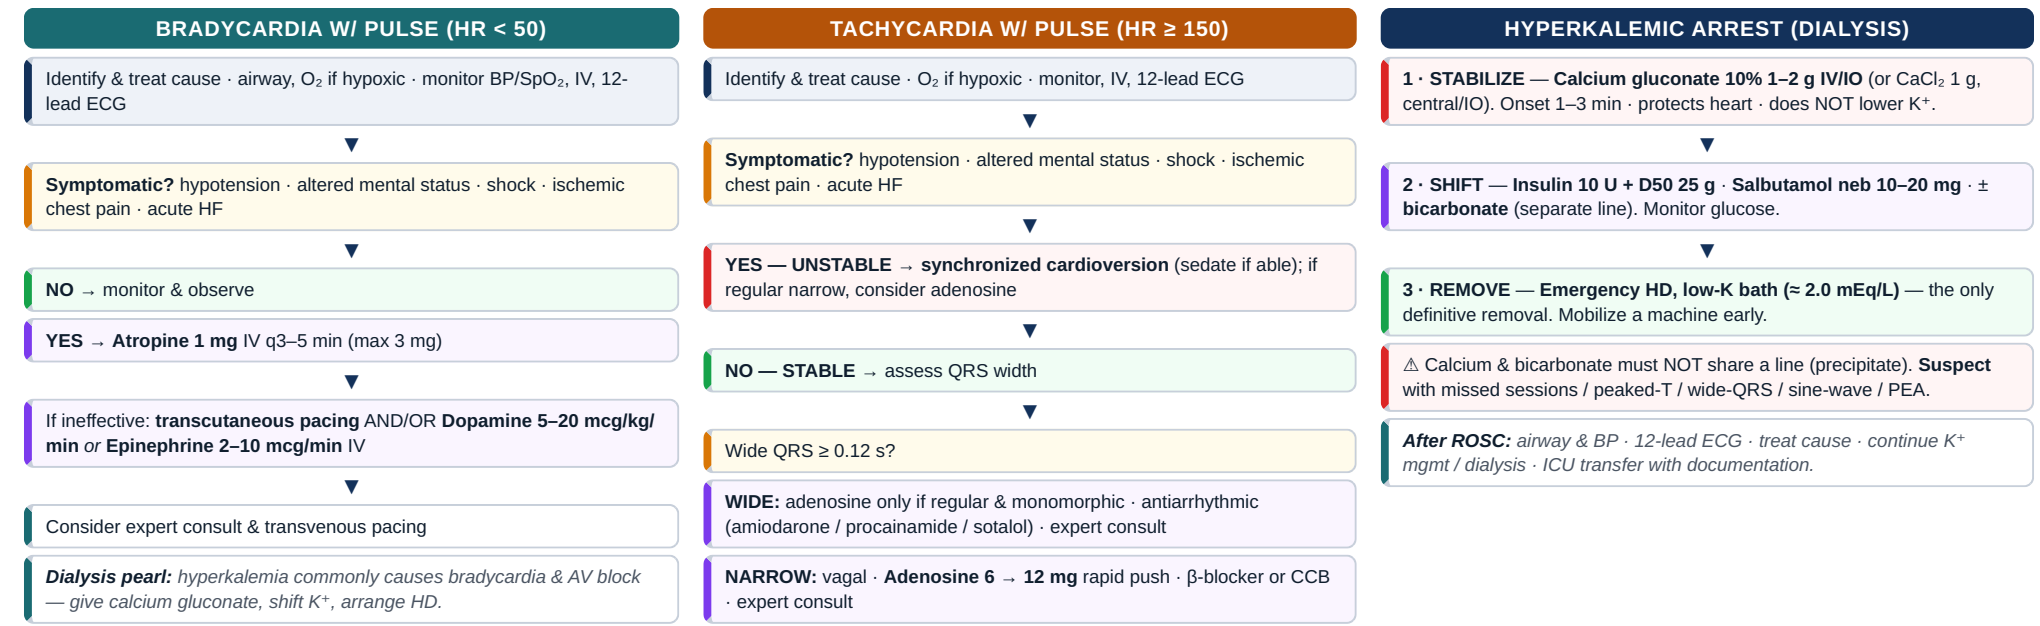 BRADYCARDIA W/ PULSE (HR < 50)
Identify & treat cause · airway, O₂ if hypoxic · monitor BP/SpO₂, IV, 12-
lead ECG
▼
Symptomatic? hypotension · altered mental status · shock · ischemic
chest pain · acute HF
▼
NO → monitor & observe
YES → Atropine 1 mg IV q3–5 min (max 3 mg)
▼
If ineffective: transcutaneous pacing AND/OR Dopamine 5–20 mcg/kg/
min or Epinephrine 2–10 mcg/min IV
▼
Consider expert consult & transvenous pacing
Dialysis pearl: hyperkalemia commonly causes bradycardia & AV block
— give calcium gluconate, shift K⁺, arrange HD.
TACHYCARDIA W/ PULSE (HR ≥ 150)
Identify & treat cause · O₂ if hypoxic · monitor, IV, 12-lead ECG
▼
Symptomatic? hypotension · altered mental status · shock · ischemic
chest pain · acute HF
▼
YES — UNSTABLE → synchronized cardioversion (sedate if able); if
regular narrow, consider adenosine
▼
NO — STABLE → assess QRS width
▼
Wide QRS ≥ 0.12 s?
WIDE: adenosine only if regular & monomorphic · antiarrhythmic
(amiodarone / procainamide / sotalol) · expert consult
NARROW: vagal · Adenosine 6 → 12 mg rapid push · β-blocker or CCB
· expert consult
HYPERKALEMIC ARREST (DIALYSIS)
1 · STABILIZE — Calcium gluconate 10% 1–2 g IV/IO (or CaCl₂ 1 g,
central/IO). Onset 1–3 min · protects heart · does NOT lower K⁺.
▼
2 · SHIFT — Insulin 10 U + D50 25 g · Salbutamol neb 10–20 mg · ±
bicarbonate (separate line). Monitor glucose.
▼
3 · REMOVE — Emergency HD, low-K bath (≈ 2.0 mEq/L) — the only
definitive removal. Mobilize a machine early.
⚠ Calcium & bicarbonate must NOT share a line (precipitate). Suspect
with missed sessions / peaked-T / wide-QRS / sine-wave / PEA.
After ROSC: airway & BP · 12-lead ECG · treat cause · continue K⁺
mgmt / dialysis · ICU transfer with documentation.